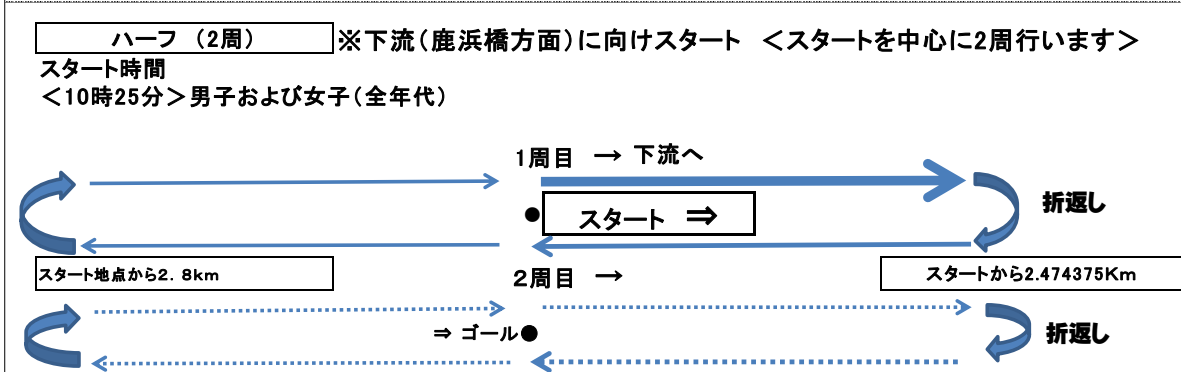 ハーフ （2周） ※下流（鹿浜橋方面）に向けスタート ＜スタートを中心に2周行います＞
スタート時間
＜10時25分＞男子および女子（全年代）
1周目 → 下流へ
折返し
● スタート ⇒
スタート地点から2．8km
2周目 →
スタートから2.474375Km
⇒ ゴール●
折返し